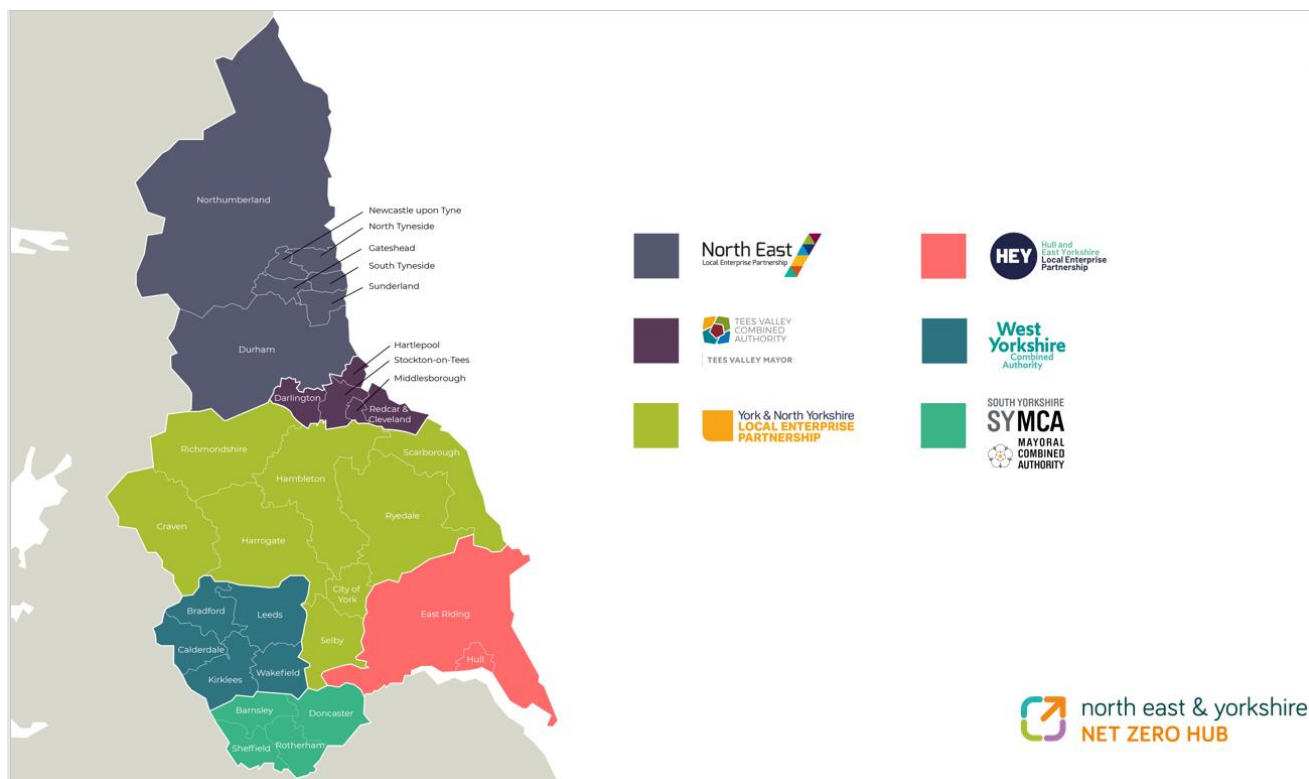 Northumberland
Newcastle upon Tyne
North Tyneside
Gateshead
South Tyneside
Sunderland
Durham
Hartlepool
Stockton-on-Tees
Middlesborough
Darlington
Redcar &
Cleveland
Richmondshire
Scarborough
Hambleton
Ryedale
Craven
Harrogate
City of
York
Selby
Bradford
Leeds
Calderdale
Kirklees
Wakefield
East Riding
Hull
Barnsley
Doncaster
Sheffield
Rotherham
North East
Local Enterprise Partnership
HEY
Hull and
East Yorkshire
Local Enterprise
Partnership
TEES VALLEY
COMBINED
AUTHORITY
TEES VALLEY MAYOR
West
Yorkshire
Combined
Authority
York & North Yorkshire
LOCAL ENTERPRISE
PARTNERSHIP
SOUTH YORKSHIRE
SYMCA
MAYORAL
COMBINED
AUTHORITY
north east & yorkshire
NET ZERO HUB